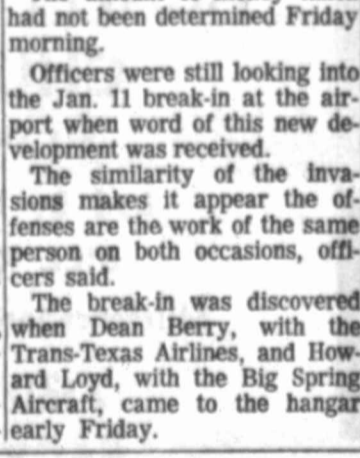 had not been determined Friday
morning.
Officers were still looking into
the Jan. 11 break-in at the air-
port when word of this new de-
velopment was received.
The similarity of the inva-
sions makes it appear the of-
fenses are the work of the same
person on both occasions, offi-
cers said.
The break-in was discovered
when Dean Berry, with the
Trans-Texas Airlines, and How-
ard Loyd, with the Big Spring
Aircraft, came to the hangar
early Friday.